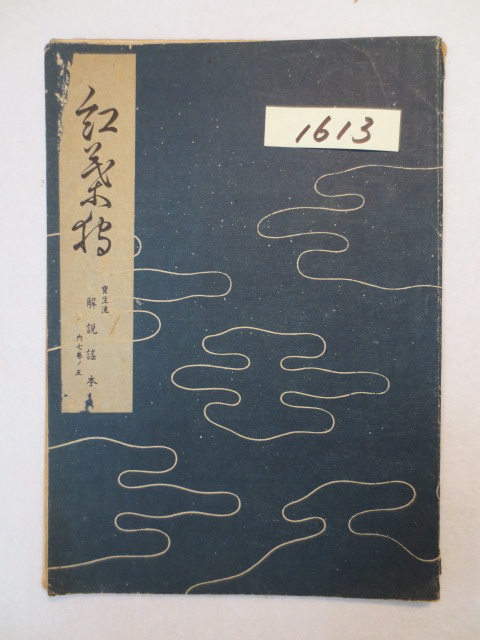 紅葉狩
寶生流
解説謡本
内七巻ノ五
1613